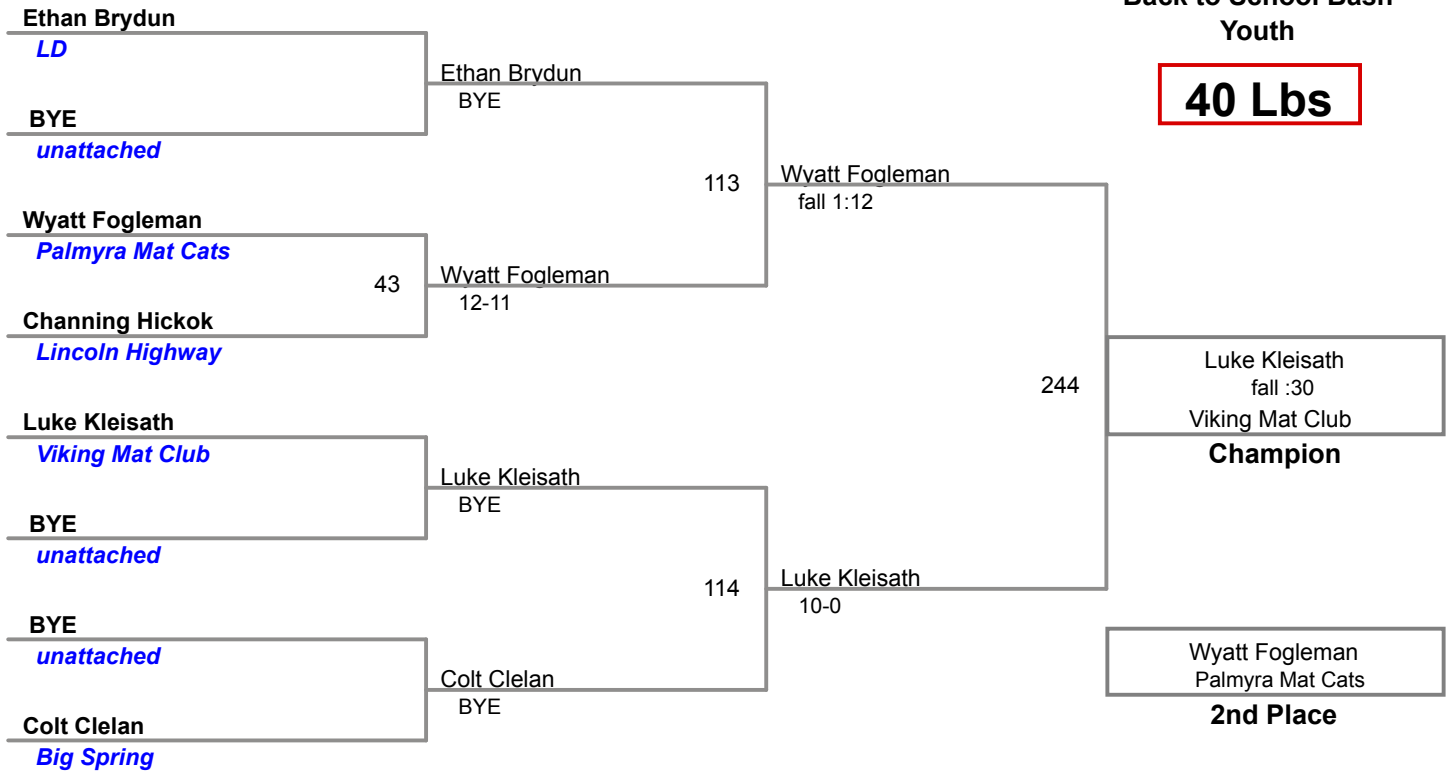 Back to School Bash
Youth
40 Lbs
Ethan Brydun
LD
BYE
unattached
Wyatt Fogleman
Palmyra Mat Cats
Channing Hickok
Lincoln Highway
Luke Kleisath
Viking Mat Club
BYE
unattached
BYE
unattached
Colt Clelan
Big Spring
43
Ethan Brydun
BYE
Wyatt Fogleman
12-11
Luke Kleisath
BYE
Colt Clelan
BYE
113
114
Wyatt Fogleman
fall 1:12
Luke Kleisath
10-0
244
Luke Kleisath
fall :30
Viking Mat Club
Champion
Wyatt Fogleman
Palmyra Mat Cats
2nd Place